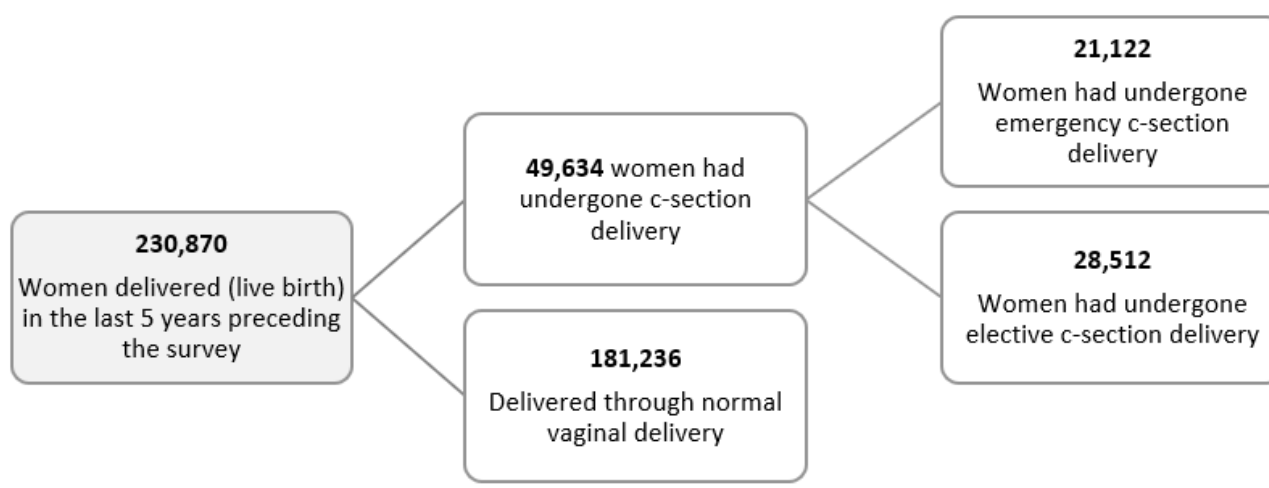 230,870
Women delivered (live birth)
in the last 5 years preceding
the survey
49,634 women had
undergone c-section
delivery
181,236
Delivered through normal
vaginal delivery
21,122
Women had undergone
emergency c-section
delivery
28,512
Women had undergone
elective c-section delivery